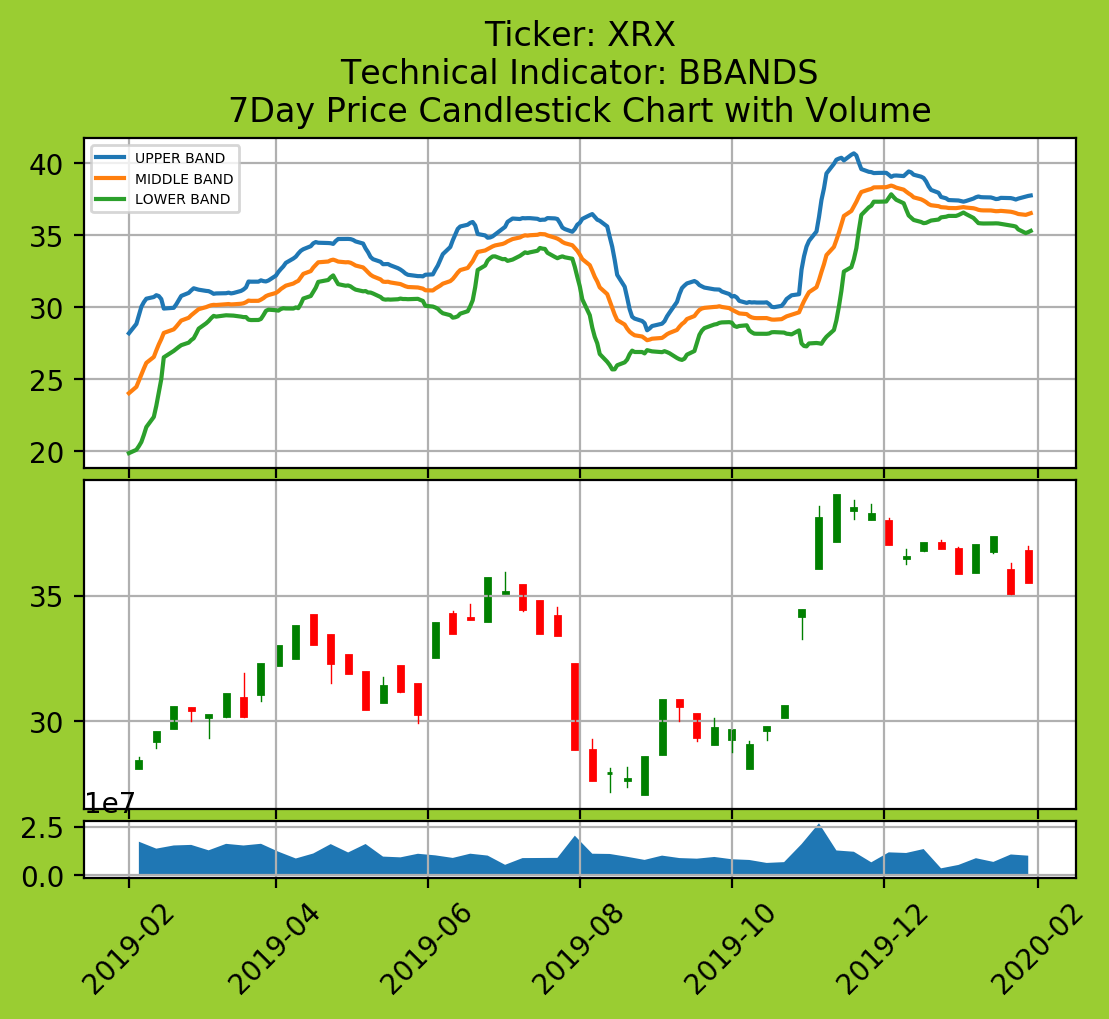 Ticker: XRX
Technical Indicator: BBANDS
7Day Price Candlestick Chart with Volume
UPPER BAND
MIDDLE BAND
LOWER BAND
40
35
30
25
20
35
30
1e7
2.5
0.0
2019-02
2019-04
2019-06
2019-08
2019-10
2019-12
2020-02